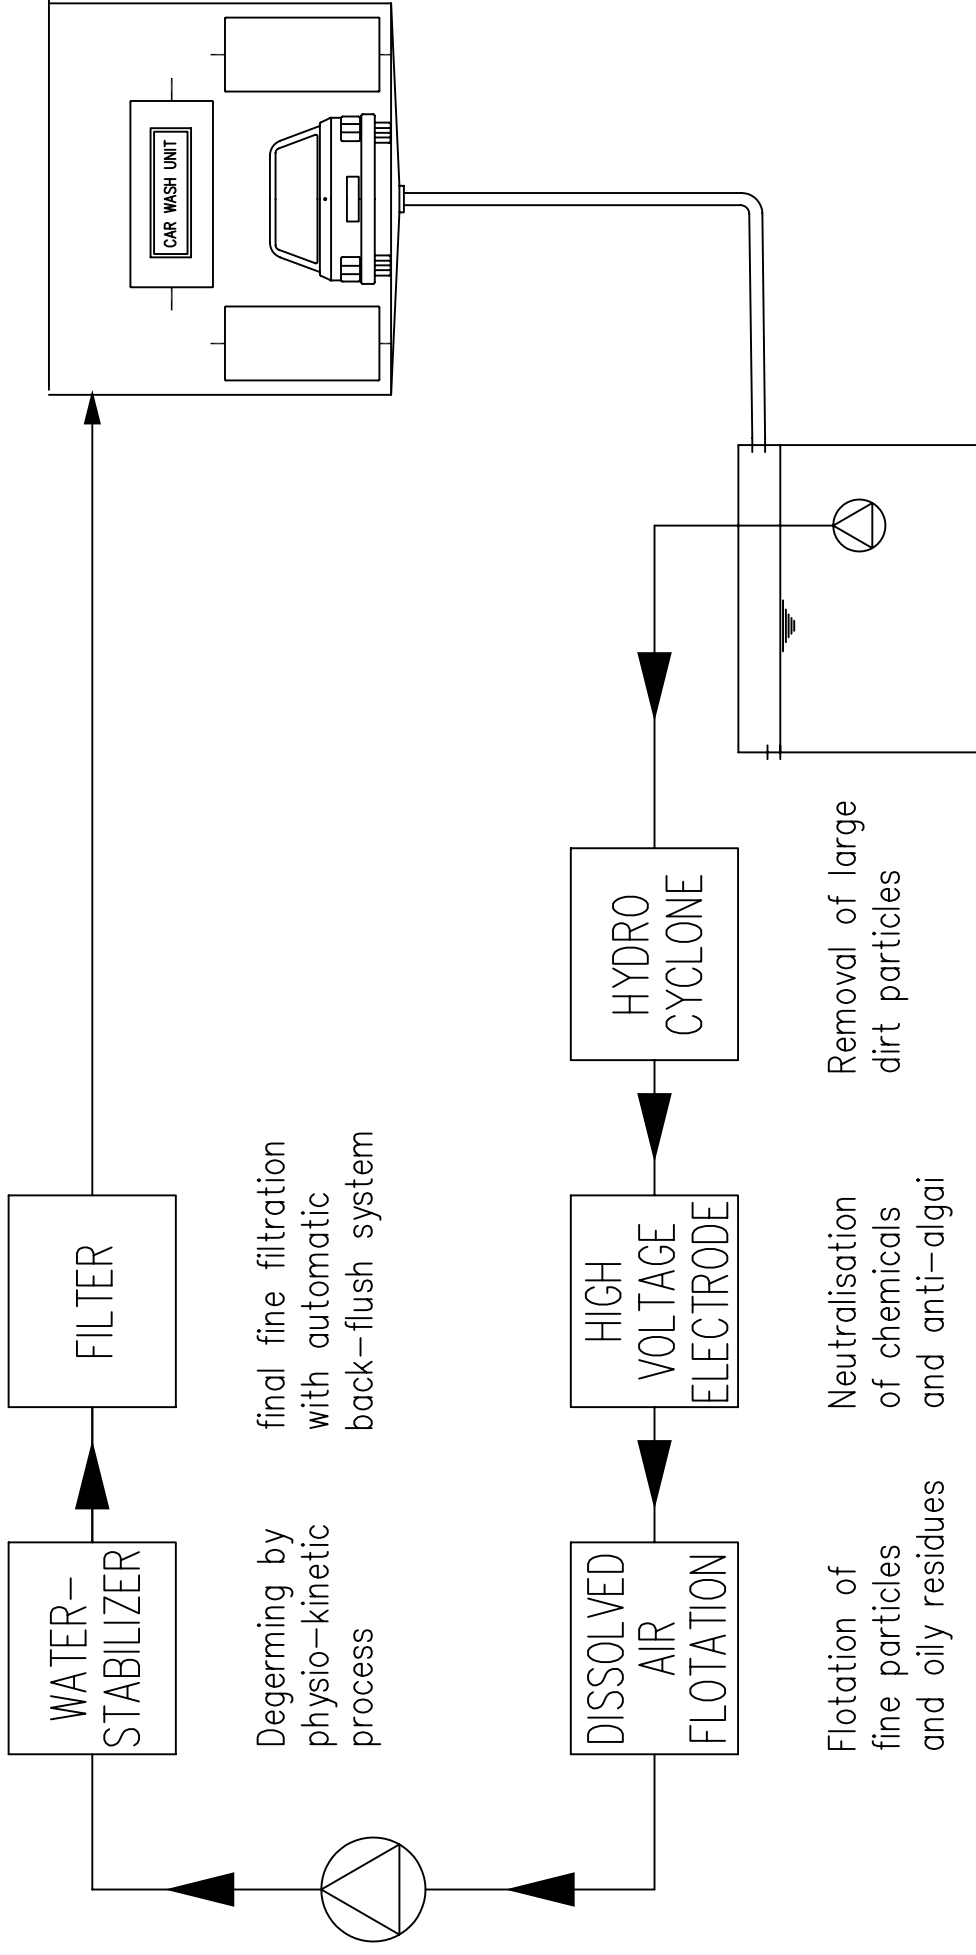 WATER-
STABILIZER
FILTER
CAR WASH UNIT
Degerming by
physio-kinetic
process
final fine filtration
with automatic
back-flush system
DISSOLVED
AIR
FLOTATION
HIGH
VOLTAGE
ELECTRODE
HYDRO
CYCLONE
Flotation of
fine particles
and oily residues
Neutralisation
of chemicals
and anti-algai
Removal of large
dirt particles